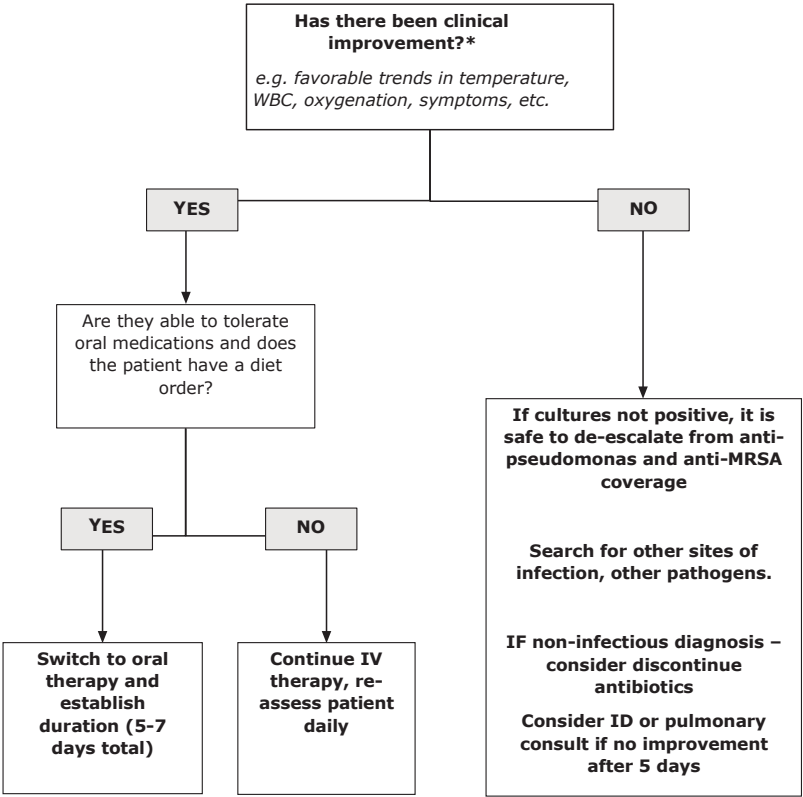 Has there been clinical
improvement?*
e.g. favorable trends in temperature,
WBC, oxygenation, symptoms, etc.
YES
NO
Are they able to tolerate
oral medications and does
the patient have a diet
order?
YES
NO
Switch to oral
therapy and
establish
duration (5-7
days total)
Continue IV
therapy, re-
assess patient
daily
If cultures not positive, it is
safe to de-escalate from anti-
pseudomonas and anti-MRSA
coverage
Search for other sites of
infection, other pathogens.
IF non-infectious diagnosis –
consider discontinue
antibiotics
Consider ID or pulmonary
consult if no improvement
after 5 days